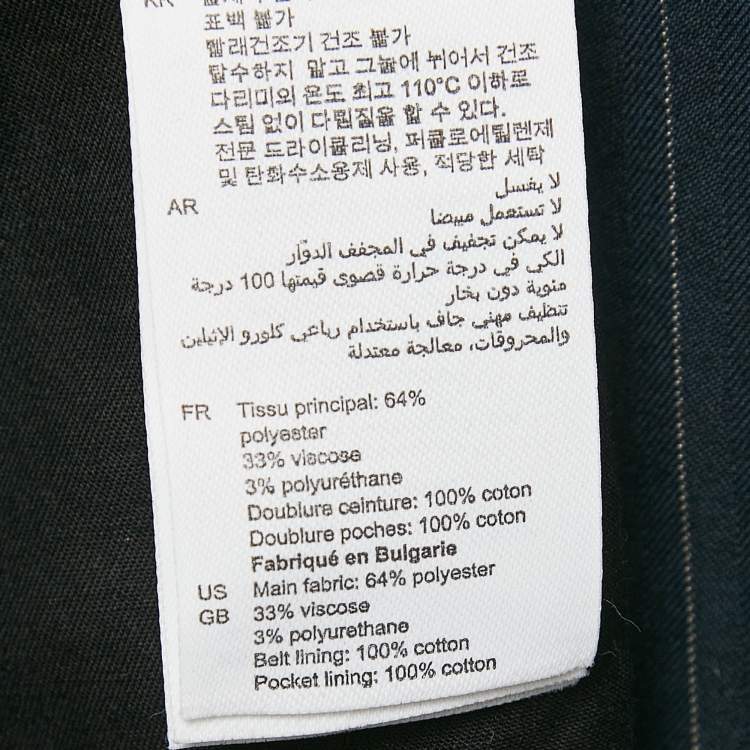 표백 불가
빨래건조기 건조 불가
탈수하지 말고 그늘에 뉘어서 건조
다리미의 온도 최고 110°C 이하로
스팀 없이 다림질을 할 수 있다.
전문 드라이클리닝, 퍼클로에틸렌제
및 탄화수소용제 사용, 적당한 세탁
AR لا يغسل
لا تستعمل مبيضا
لا يمكن تجفيف في المجفف الدوّار
الكي في درجة حرارة قصوى قيمتها 100 درجة
منوية دون بخار
تنظيف مهني جاف باستخدام رباعي كلورو الإثيلين
والمحروقات، معالجة معتدلة
FR Tissu principal: 64%
polyester
33% viscose
3% polyuréthane
Doublure ceinture: 100% coton
Doublure poches: 100% coton
Fabriqué en Bulgarie
US Main fabric: 64% polyester
GB 33% viscose
3% polyurethane
Belt lining: 100% cotton
Pocket lining: 100% cotton